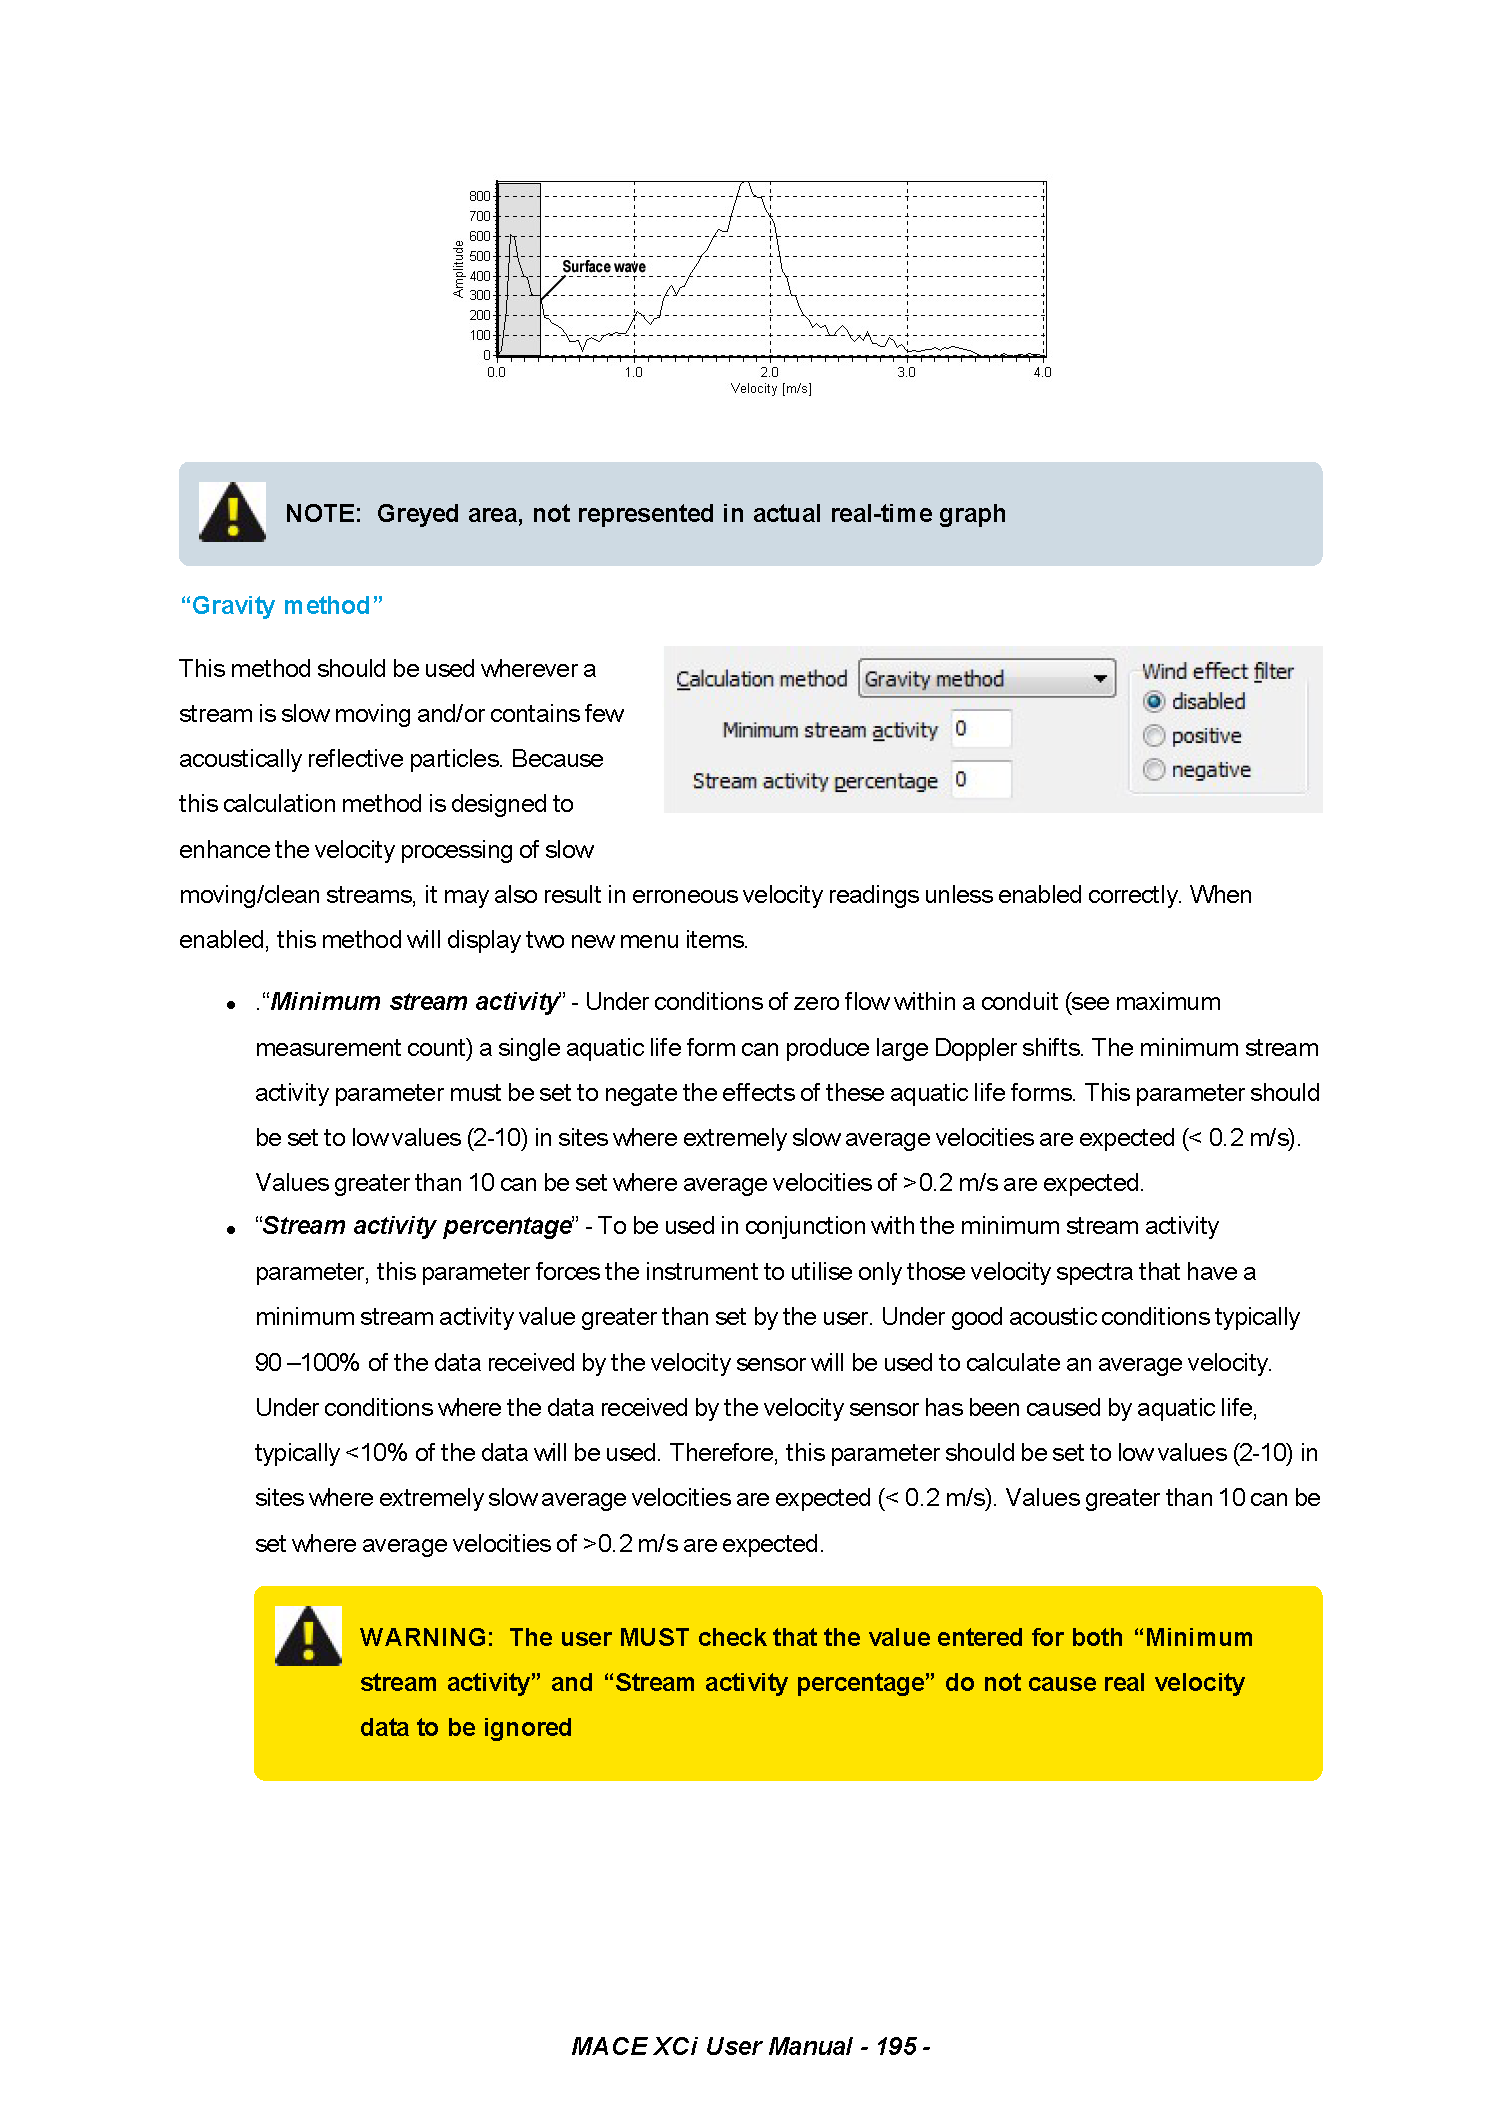 800
700
600
500
400
300
200
100
0
Amplitude
Surface wave
0.0 1.0 2.0 3.0 4.0
Velocity [m/s]
NOTE: Greyed area, not represented in actual real-time graph
“Gravity method”
This method should be used wherever a
stream is slow moving and/or contains few
acoustically reflective particles. Because
this calculation method is designed to
enhance the velocity processing of slow
moving/clean streams, it may also result in erroneous velocity readings unless enabled correctly. When
enabled, this method will display two new menu items.
Calculation method Gravity method
Minimum stream activity 0
Stream activity percentage 0
Wind effect filter
disabled
positive
negative
• .“Minimum stream activity” - Under conditions of zero flow within a conduit (see maximum
measurement count) a single aquatic life form can produce large Doppler shifts. The minimum stream
activity parameter must be set to negate the effects of these aquatic life forms. This parameter should
be set to low values (2-10) in sites where extremely slow average velocities are expected (< 0.2 m/s).
Values greater than 10 can be set where average velocities of >0.2 m/s are expected.
• “Stream activity percentage” - To be used in conjunction with the minimum stream activity
parameter, this parameter forces the instrument to utilise only those velocity spectra that have a
minimum stream activity value greater than set by the user. Under good acoustic conditions typically
90 –100% of the data received by the velocity sensor will be used to calculate an average velocity.
Under conditions where the data received by the velocity sensor has been caused by aquatic life,
typically <10% of the data will be used. Therefore, this parameter should be set to low values (2-10) in
sites where extremely slow average velocities are expected (< 0.2 m/s). Values greater than 10 can be
set where average velocities of >0.2 m/s are expected.
WARNING: The user MUST check that the value entered for both “Minimum
stream activity” and “Stream activity percentage” do not cause real velocity
data to be ignored
MACE XCi User Manual - 195 -